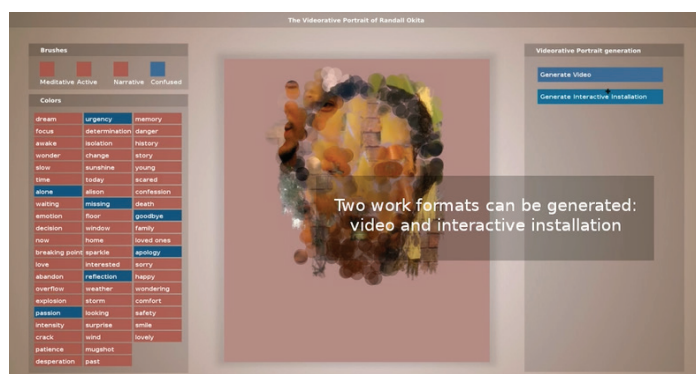 The Videorative Portrait of Randall Okita
Brushes
Meditative Active Narrative Confused
Colors
dream urgency memory
focus determination danger
awake isolation history
wonder change story
slow sunshine young
time today scared
alone alison confession
waiting missing death
emotion floor goodbye
decision window family
now home loved ones
breaking point sparkle apology
love interested sorry
abandon reflection happy
overflow weather wondering
explosion storm comfort
passion looking safety
intensity surprise smile
crack wind lovely
patience mugshot
desperation past
Two work formats can be generated:
video and interactive installation
Videorative Portrait generation
Generate Video
Generate Interactive Installation